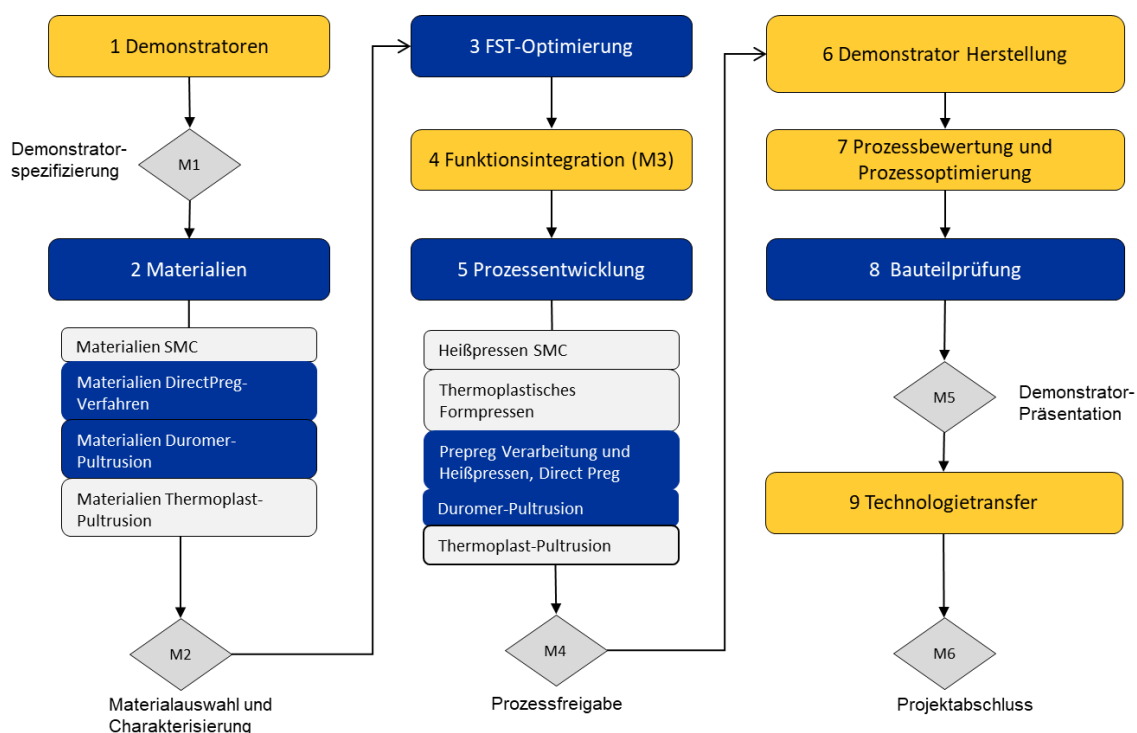 1 Demonstratoren
Demonstrator-
spezifizierung
M1
2 Materialien
Materialien SMC
Materialien DirectPreg-
Verfahren
Materialien Duromer-
Pultrusion
Materialien Thermoplast-
Pultrusion
M2
Materialauswahl und
Charakterisierung
3 FST-Optimierung
4 Funktionsintegration (M3)
5 Prozessentwicklung
Heißpressen SMC
Thermoplastisches
Formpressen
Prepreg Verarbeitung und
Heißpressen, Direct Preg
Duromer-Pultrusion
Thermoplast-Pultrusion
M4
Prozessfreigabe
6 Demonstrator Herstellung
7 Prozessbewertung und
Prozessoptimierung
8 Bauteilprüfung
M5
Demonstrator-
Präsentation
9 Technologietransfer
M6
Projektabschluss